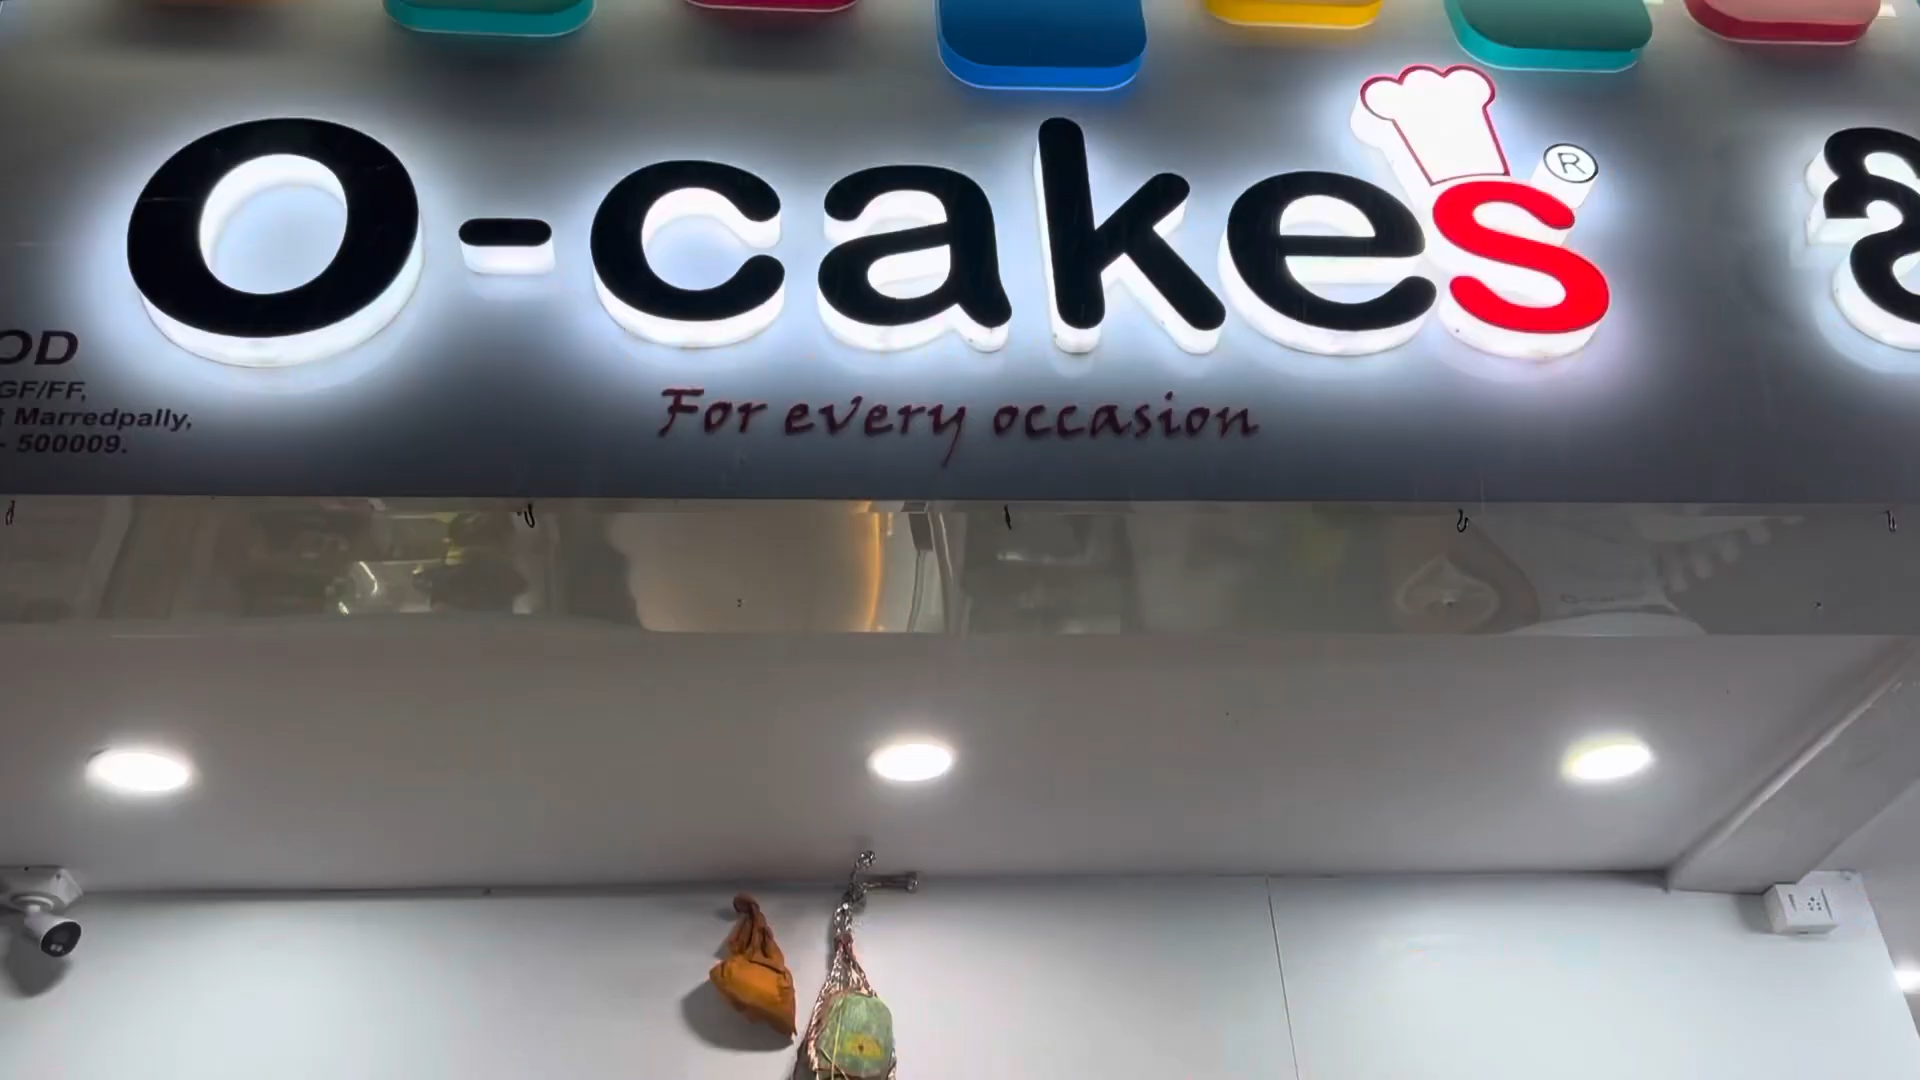 O-cakes®
For every occasion
OD
GF/FF,
t Marredpally,
- 500009.